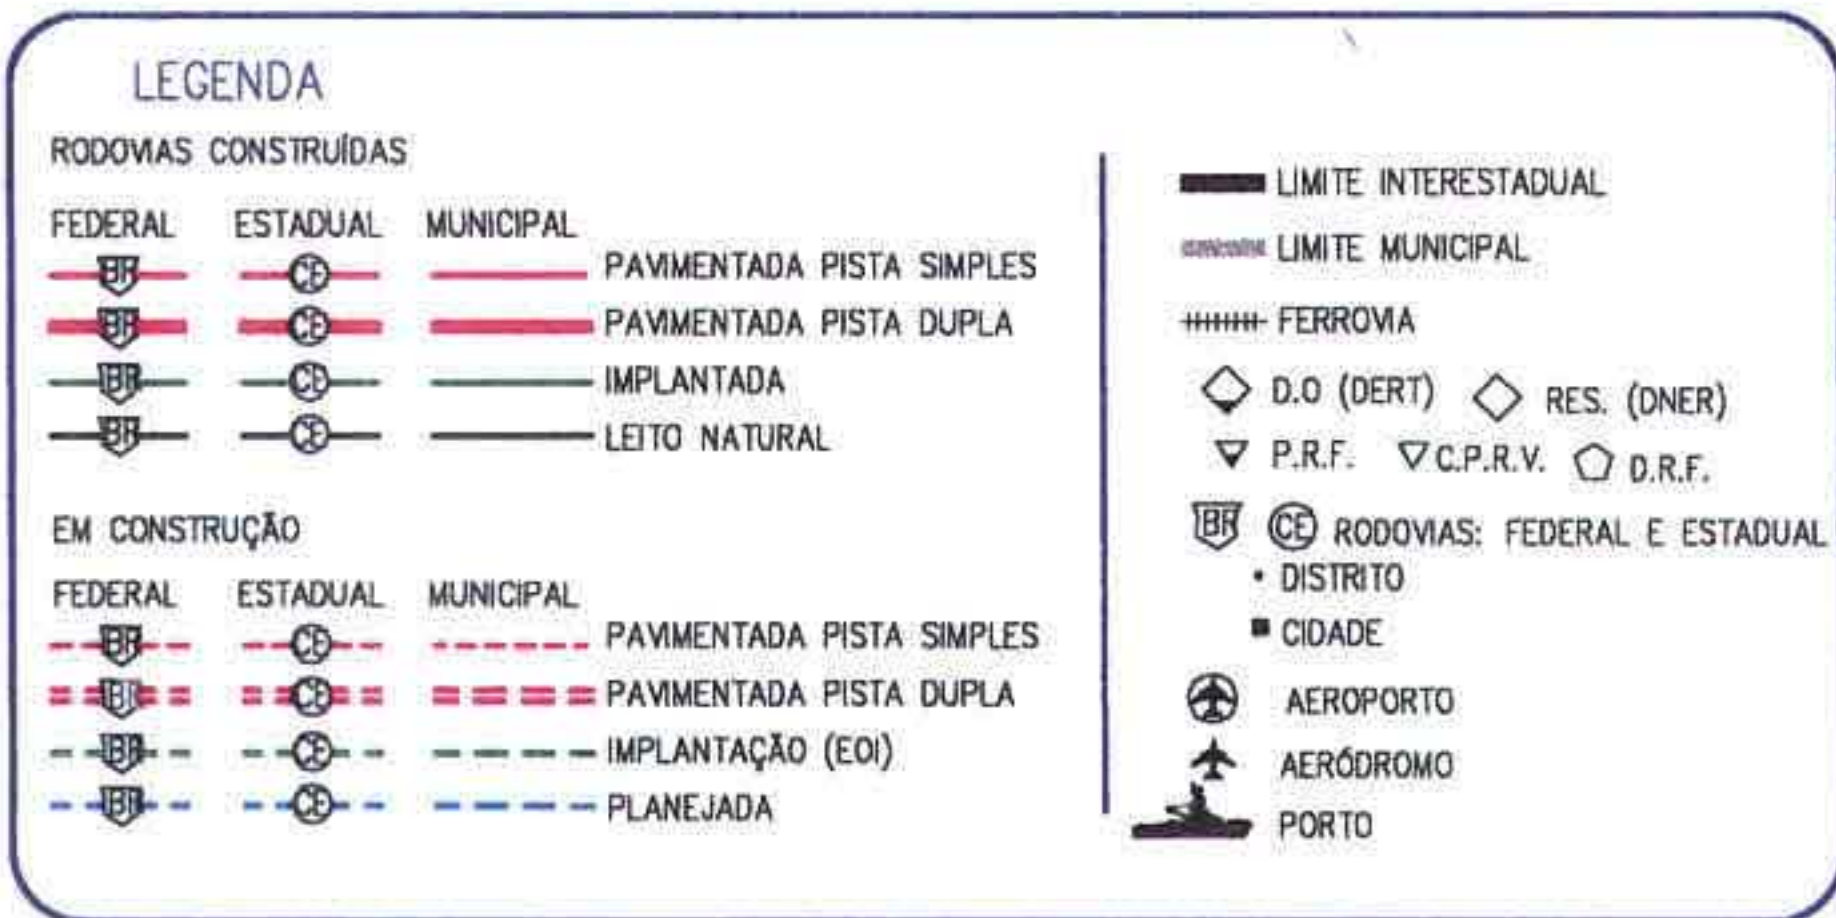 LEGENDA
RODOVIAS CONSTRUÍDAS
FEDERAL ESTADUAL MUNICIPAL
BR CE PAVIMENTADA PISTA SIMPLES
BR CE PAVIMENTADA PISTA DUPLA
BR CE IMPLANTADA
BR CE LEITO NATURAL
EM CONSTRUÇÃO
FEDERAL ESTADUAL MUNICIPAL
BR CE PAVIMENTADA PISTA SIMPLES
BR CE PAVIMENTADA PISTA DUPLA
BR CE IMPLANTAÇÃO (EOI)
BR CE PLANEJADA
LIMITE INTERESTADUAL
LIMITE MUNICIPAL
FERROVIA
D.O (DERT) RES. (DNER)
P.R.F. C.P.R.V. D.R.F.
BR CE RODOVIAS: FEDERAL E ESTADUAL
DISTRITO
CIDADE
AEROPORTO
AERÓDROMO
PORTO